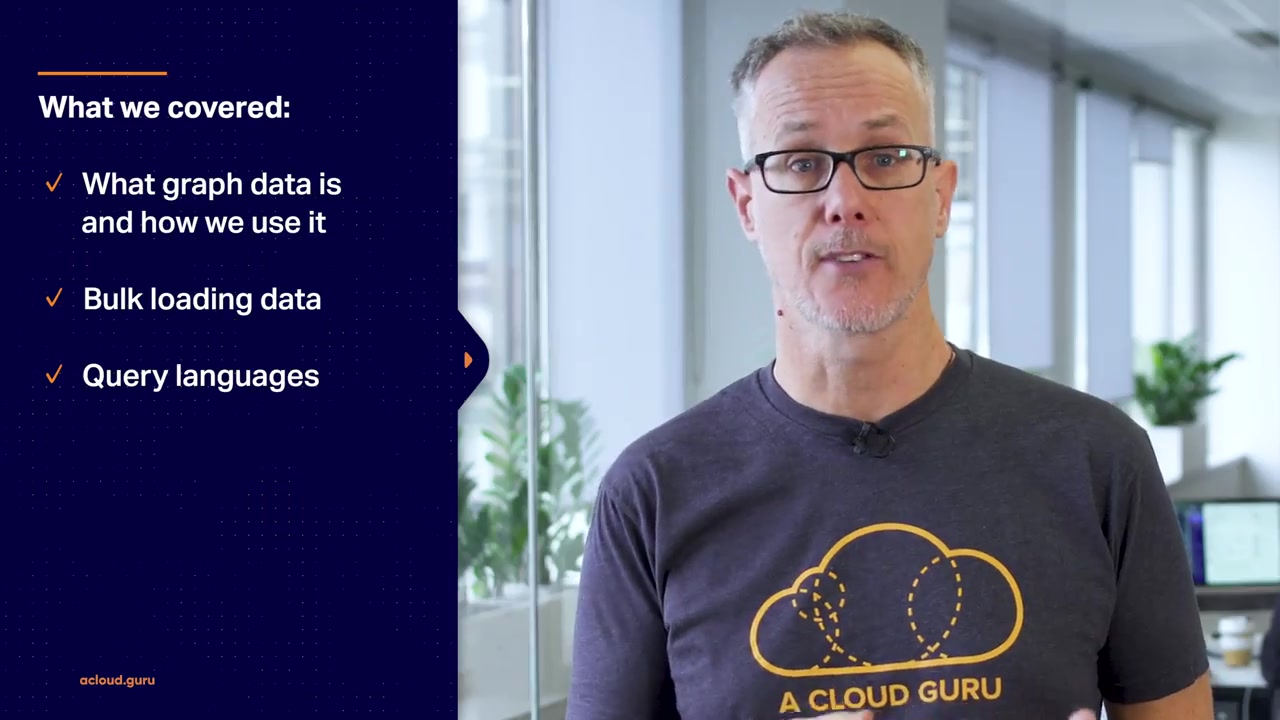 What we covered:
✓ What graph data is
and how we use it
✓ Bulk loading data
✓ Query languages
acloud.guru
A CLOUD GURU